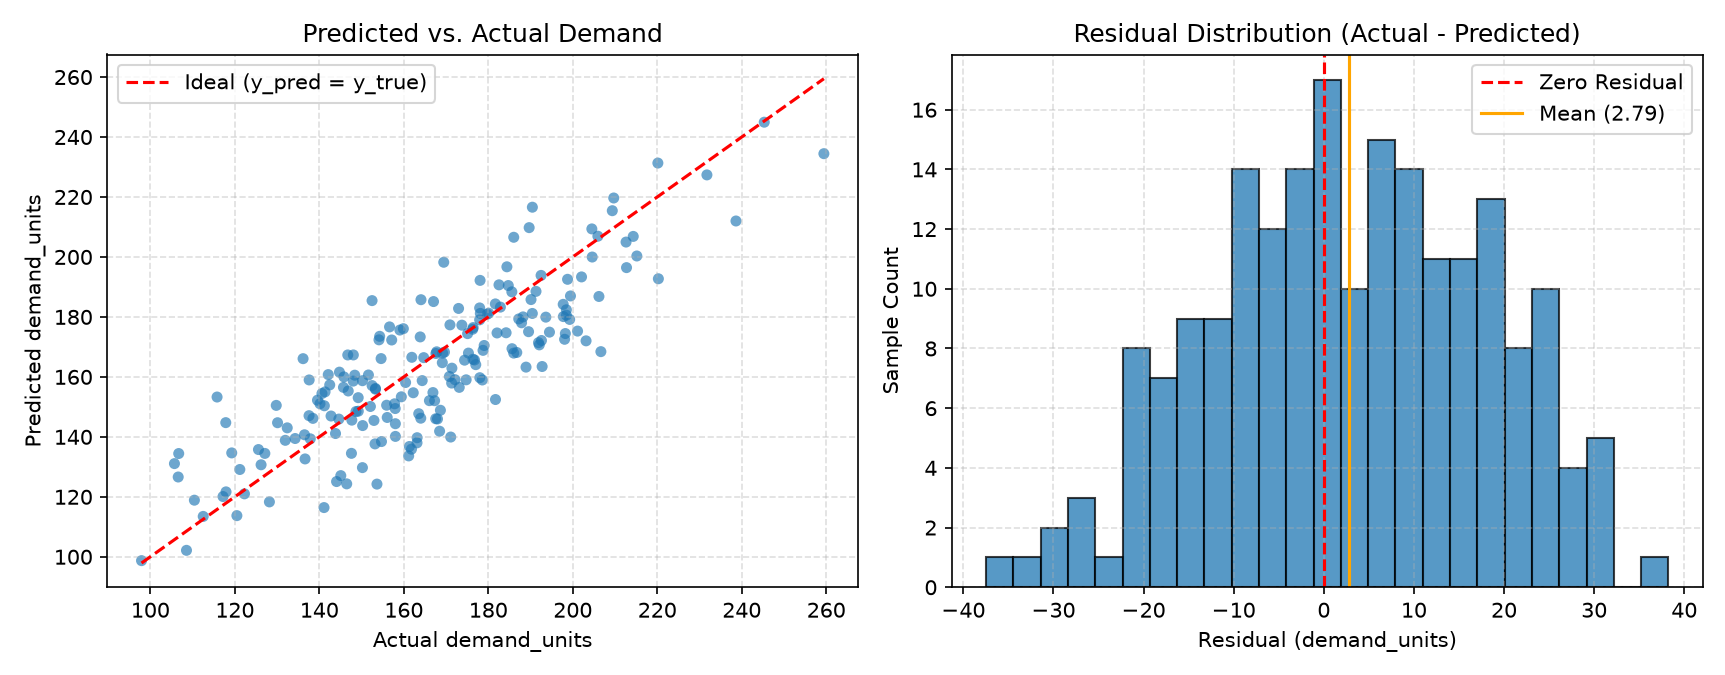 Predicted vs. Actual Demand
Ideal (y_pred = y_true)
Predicted demand_units
260
240
220
200
180
160
140
120
100
100 120 140 160 180 200 220 240 260
Actual demand_units
Residual Distribution (Actual - Predicted)
Zero Residual
Mean (2.79)
Sample Count
16
14
12
10
8
6
4
2
0
−40 −30 −20 −10 0 10 20 30 40
Residual (demand_units)